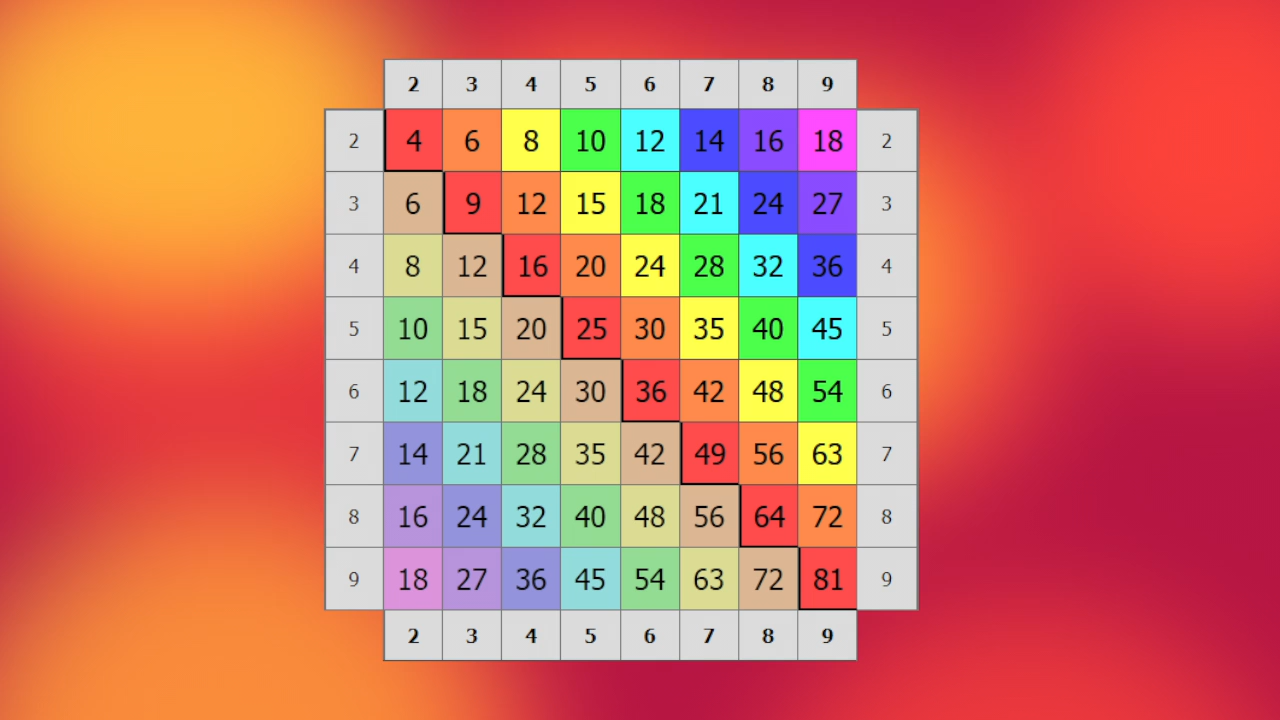 2 3 4 5 6 7 8 9
2 4 6 8 10 12 14 16 18 2
3 6 9 12 15 18 21 24 27 3
4 8 12 16 20 24 28 32 36 4
5 10 15 20 25 30 35 40 45 5
6 12 18 24 30 36 42 48 54 6
7 14 21 28 35 42 49 56 63 7
8 16 24 32 40 48 56 64 72 8
9 18 27 36 45 54 63 72 81 9
2 3 4 5 6 7 8 9